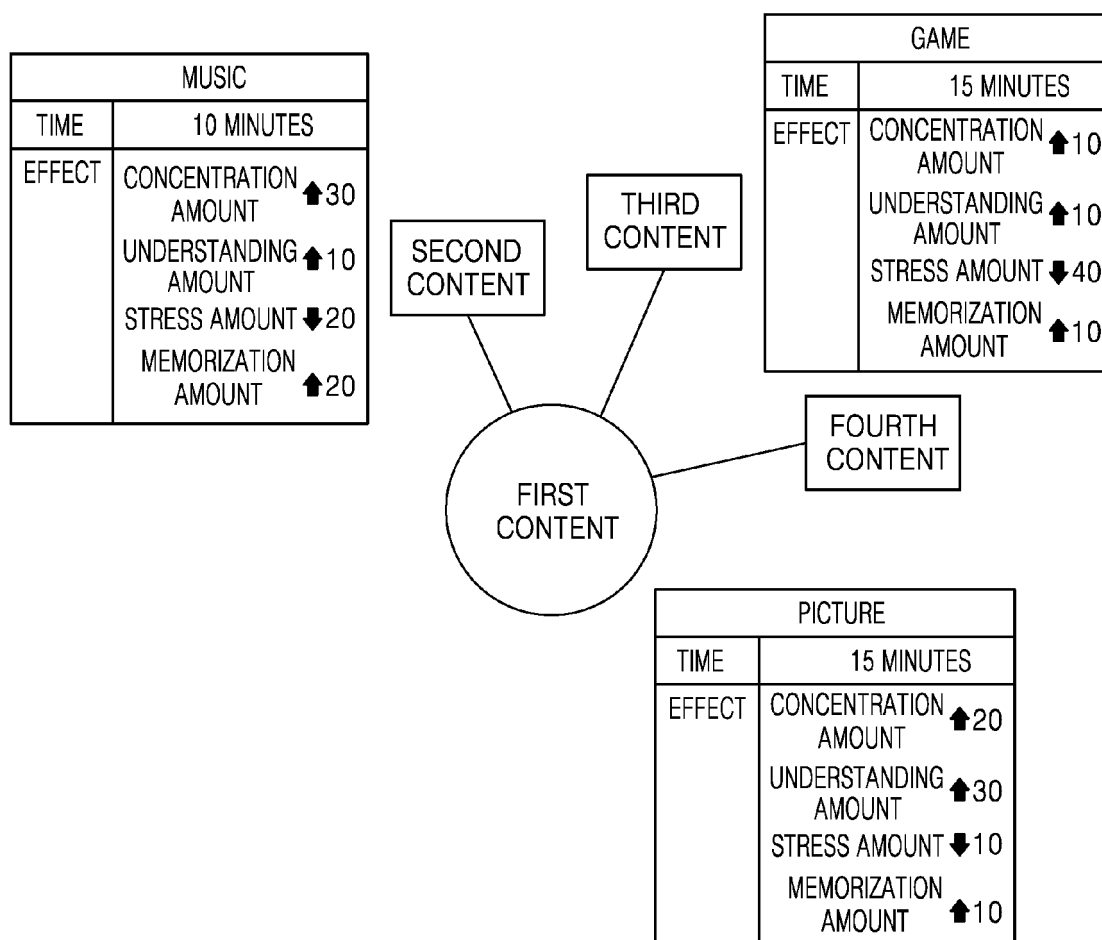 MUSIC
TIME 10 MINUTES
EFFECT CONCENTRATION
AMOUNT ⬆30
UNDERSTANDING
AMOUNT ⬆10
STRESS AMOUNT ⬇20
MEMORIZATION
AMOUNT ⬆20
SECOND
CONTENT
THIRD
CONTENT
GAME
TIME 15 MINUTES
EFFECT CONCENTRATION
AMOUNT ⬆10
UNDERSTANDING
AMOUNT ⬆10
STRESS AMOUNT ⬇40
MEMORIZATION
AMOUNT ⬆10
FOURTH
CONTENT
FIRST
CONTENT
PICTURE
TIME 15 MINUTES
EFFECT CONCENTRATION
AMOUNT ⬆20
UNDERSTANDING
AMOUNT ⬆30
STRESS AMOUNT ⬇10
MEMORIZATION
AMOUNT ⬆10